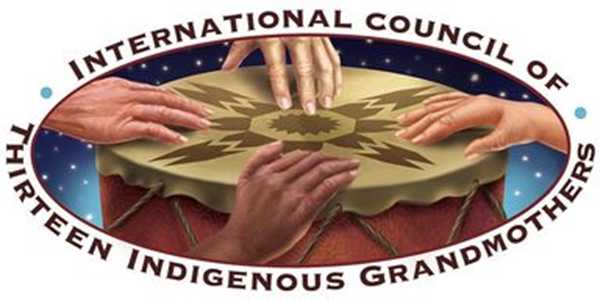 INTERNATIONAL COUNCIL OF
THIRTEEN INDIGENOUS GRANDMOTHERS